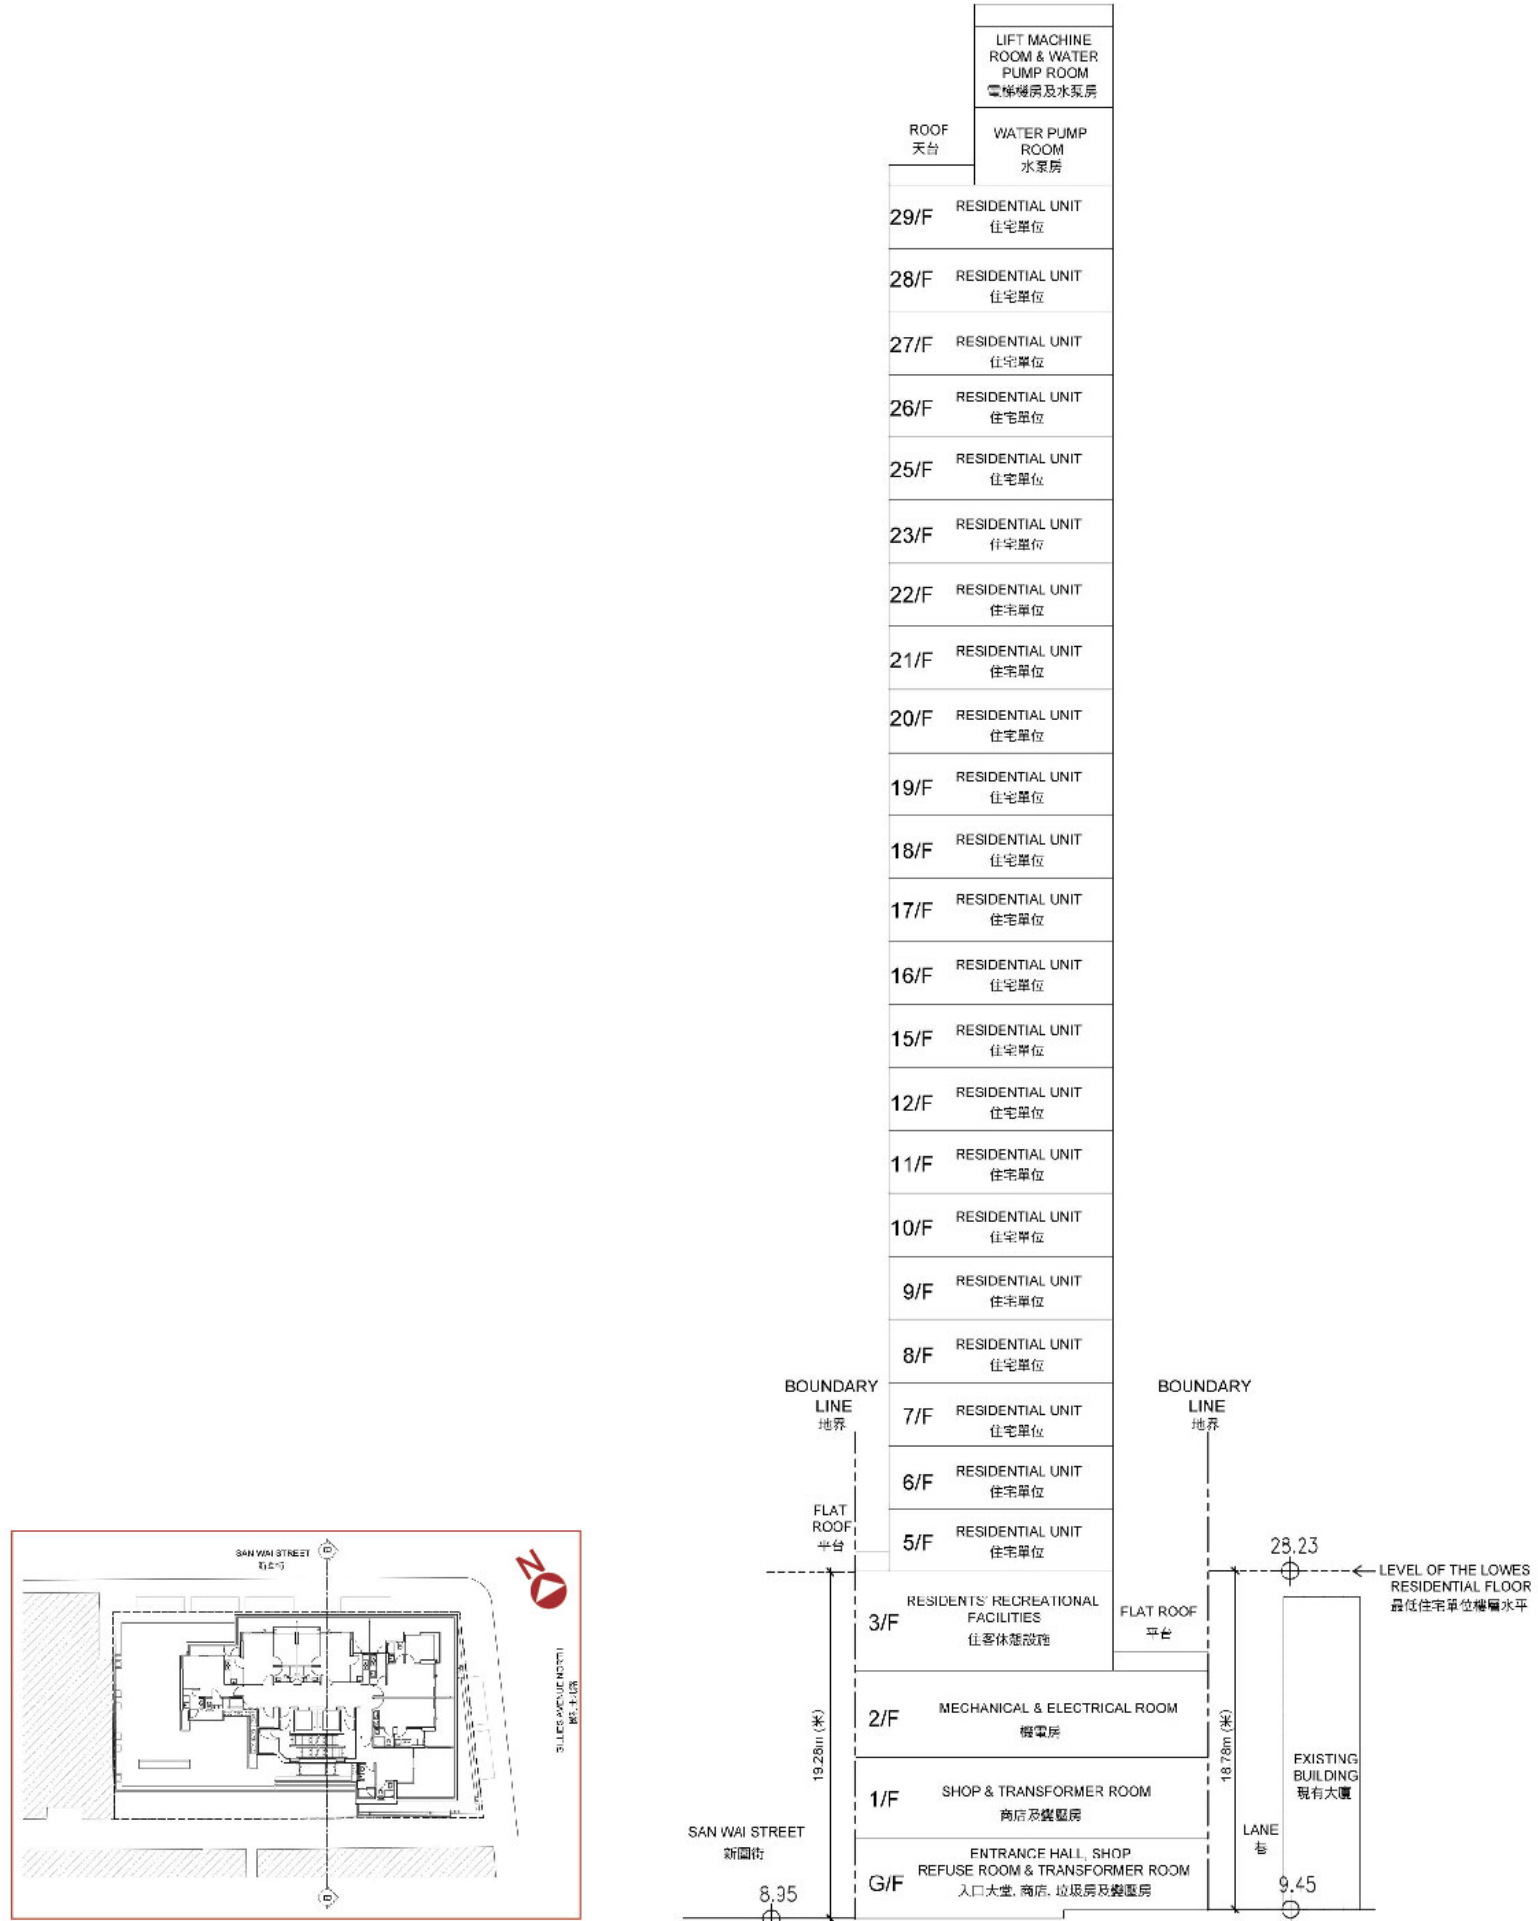 LIFT MACHINE
ROOM & WATER
PUMP ROOM
電梯機房及水泵房
ROOF
天台
WATER PUMP
ROOM
水泵房
29/F RESIDENTIAL UNIT
住宅單位
28/F RESIDENTIAL UNIT
住宅單位
27/F RESIDENTIAL UNIT
住宅單位
26/F RESIDENTIAL UNIT
住宅單位
25/F RESIDENTIAL UNIT
住宅單位
23/F RESIDENTIAL UNIT
住宅單位
22/F RESIDENTIAL UNIT
住宅單位
21/F RESIDENTIAL UNIT
住宅單位
20/F RESIDENTIAL UNIT
住宅單位
19/F RESIDENTIAL UNIT
住宅單位
18/F RESIDENTIAL UNIT
住宅單位
17/F RESIDENTIAL UNIT
住宅單位
16/F RESIDENTIAL UNIT
住宅單位
15/F RESIDENTIAL UNIT
住宅單位
12/F RESIDENTIAL UNIT
住宅單位
11/F RESIDENTIAL UNIT
住宅單位
10/F RESIDENTIAL UNIT
住宅單位
9/F RESIDENTIAL UNIT
住宅單位
8/F RESIDENTIAL UNIT
住宅單位
7/F RESIDENTIAL UNIT
住宅單位
6/F RESIDENTIAL UNIT
住宅單位
5/F RESIDENTIAL UNIT
住宅單位
BOUNDARY
LINE
地界
BOUNDARY
LINE
地界
FLAT
ROOF
平台
28.23
LEVEL OF THE LOWES
RESIDENTIAL FLOOR
最低住宅單位樓層水平
3/F RESIDENTS' RECREATIONAL
FACILITIES
住客休憩設施
FLAT ROOF
平台
2/F MECHANICAL & ELECTRICAL ROOM
機電房
19.28m (米)
18.78m (米)
1/F SHOP & TRANSFORMER ROOM
商店及變壓房
EXISTING
BUILDING
現有大廈
SAN WAI STREET
新圍街
LANE
巷
G/F ENTRANCE HALL, SHOP
REFUSE ROOM & TRANSFORMER ROOM
入口大堂, 商店, 垃圾房及變壓房
8.95
9.45
SAN WAI STREET
新圍街
N
GILLIES AVENUE NORTH